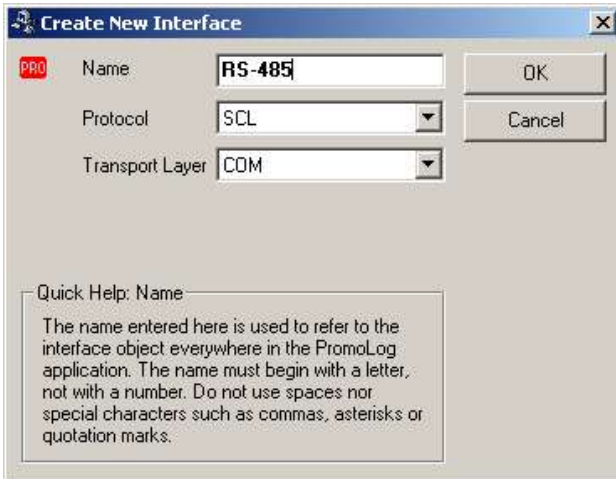 Create New Interface
PRO
Name
RS-485
OK
Protocol
SCL
Cancel
Transport Layer
COM
Quick Help: Name
The name entered here is used to refer to the
interface object everywhere in the PromoLog
application. The name must begin with a letter,
not with a number. Do not use spaces nor
special characters such as commas, asterisks or
quotation marks.